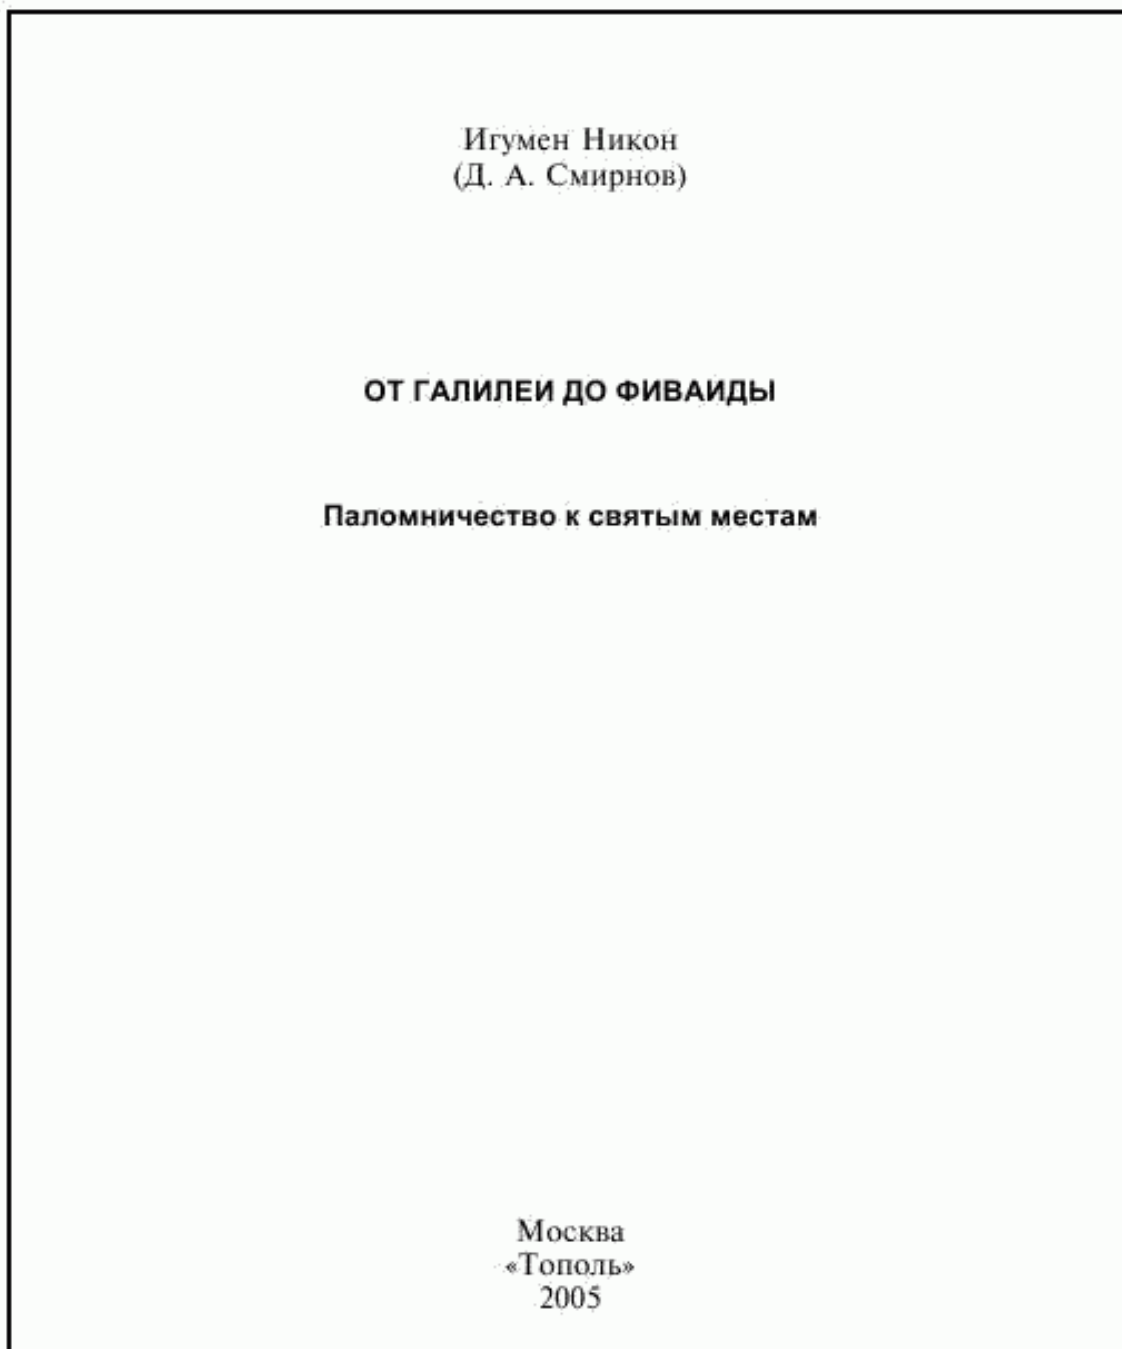 Игумен Никон
(Д. А. Смирнов)
ОТ ГАЛИЛЕИ ДО ФИВАИДЫ
Паломничество к святым местам
Москва
«Тополь»
2005